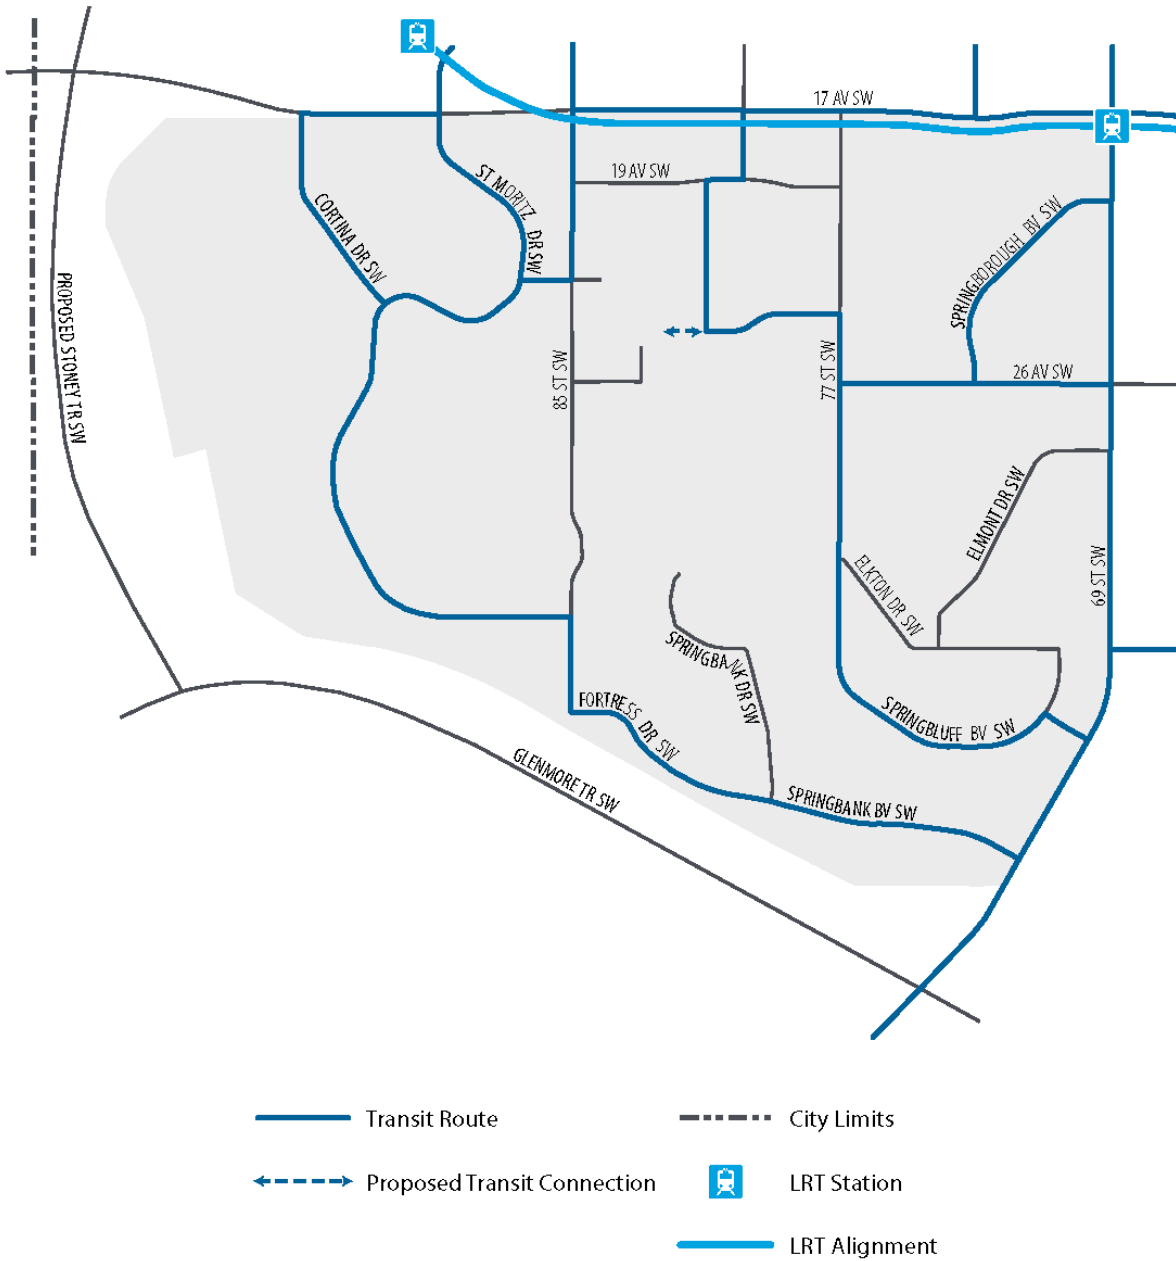 17 AV SW
19 AV SW
ST MORITZ DR SW
CORTINA DR SW
SPRINGBOROUGH BV SW
PROPOSED STONEY TR SW
85 ST SW
77 ST SW
26 AV SW
ELMONT DR SW
ELKTON DR SW
69 ST SW
SPRINGBANK DR SW
FORTRESS DR SW
SPRINGBLUFF BV SW
GLENMORE TR SW
SPRINGBANK BV SW
Transit Route
City Limits
Proposed Transit Connection
LRT Station
LRT Alignment